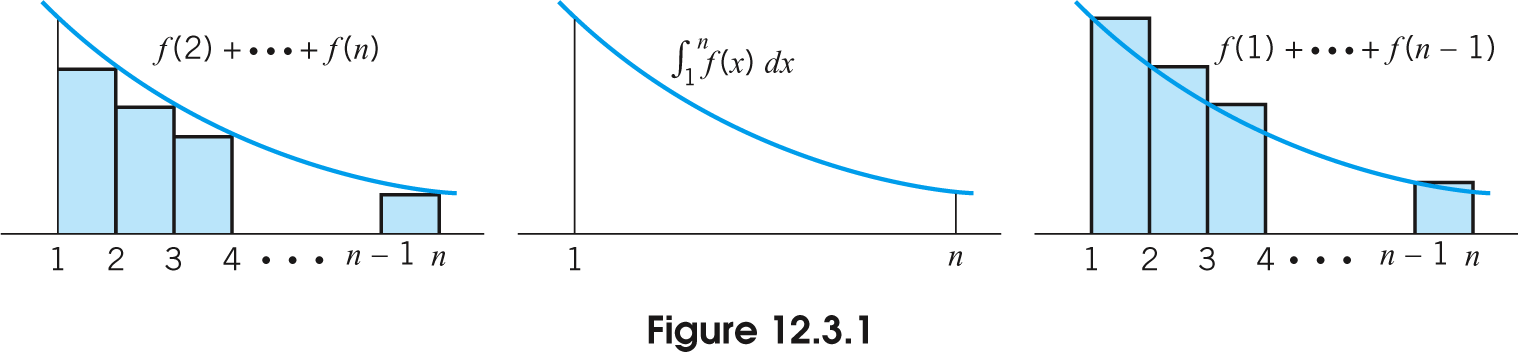 f(2) + • • • + f(n)
∫₁ⁿ f(x) dx
f(1) + • • • + f(n − 1)
1 2 3 4 • • • n − 1 n
1 n
1 2 3 4 • • • n − 1 n
Figure 12.3.1